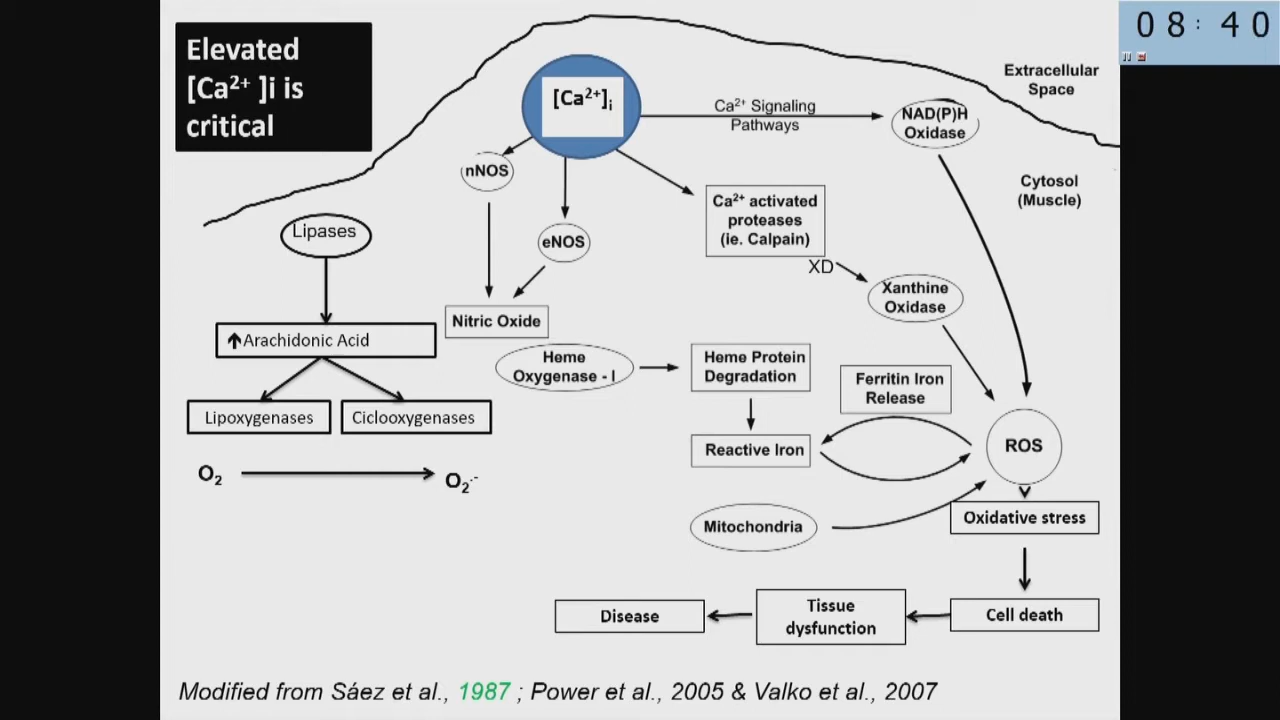 Elevated
[Ca2+ ]i is
critical
08: 40
[Ca2+]i
Ca2+ Signaling
Pathways
NAD(P)H
Oxidase
Extracellular
Space
Cytosol
(Muscle)
nNOS
eNOS
Ca2+ activated
proteases
(ie. Calpain)
XD
Xanthine
Oxidase
Lipases
Nitric Oxide
↑Arachidonic Acid
Heme
Oxygenase - I
Heme Protein
Degradation
Ferritin Iron
Release
Lipoxygenases
Ciclooxygenases
Reactive Iron
ROS
O2
O2·-
Mitochondria
Oxidative stress
Disease
Tissue
dysfunction
Cell death
Modified from Sáez et al., 1987 ; Power et al., 2005 & Valko et al., 2007